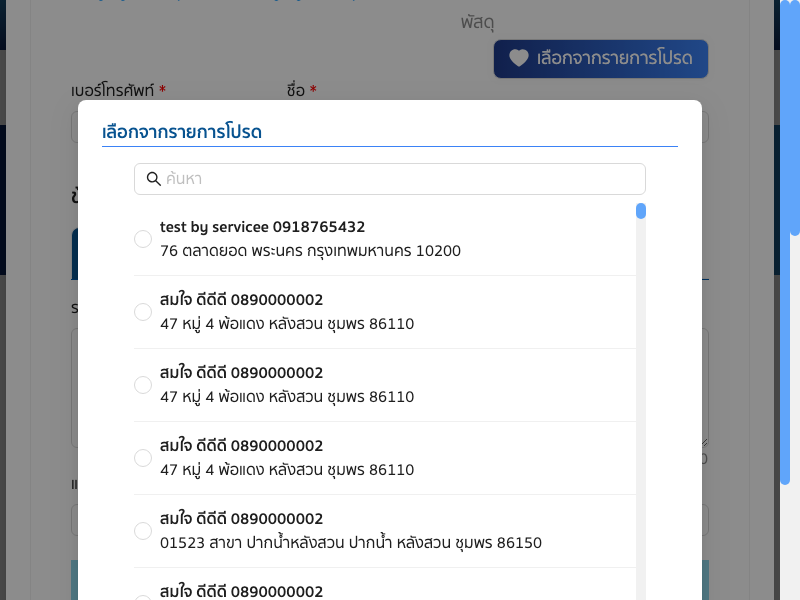 พัสดุ
เลือกจากรายการโปรด
เบอร์โทรศัพท์ * ชื่อ *
เลือกจากรายการโปรด
ค้นหา
test by servicee 0918765432
76 ตลาดยอด พระนคร กรุงเทพมหานคร 10200
สมใจ ดีดีดี 0890000002
47 หมู่ 4 พ้อแดง หลังสวน ชุมพร 86110
สมใจ ดีดีดี 0890000002
47 หมู่ 4 พ้อแดง หลังสวน ชุมพร 86110
สมใจ ดีดีดี 0890000002
47 หมู่ 4 พ้อแดง หลังสวน ชุมพร 86110
สมใจ ดีดีดี 0890000002
01523 สาขา ปากน้ำหลังสวน ปากน้ำ หลังสวน ชุมพร 86150
สมใจ ดีดีดี 0890000002